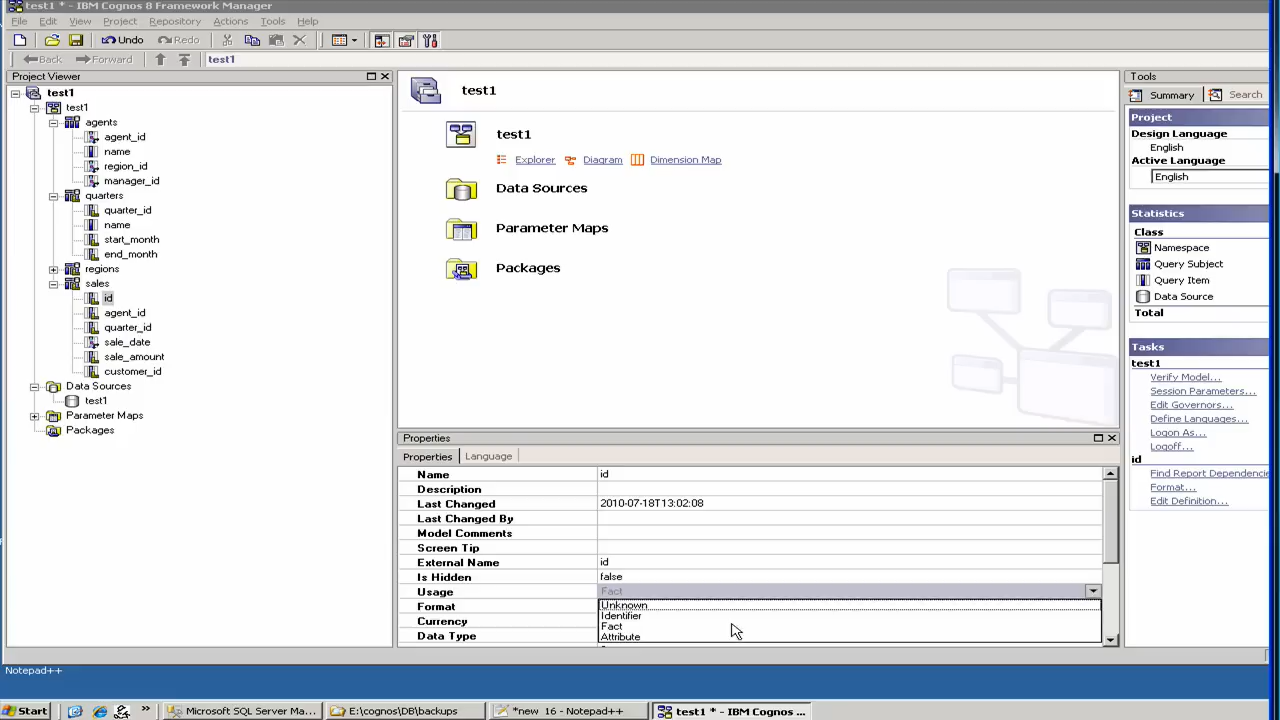 test1 * - IBM Cognos 8 Framework Manager
File Edit View Project Repository Actions Tools Help
Undo Redo
Back Forward test1
Project Viewer
test1
test1
agents
agent_id
name
region_id
manager_id
quarters
quarter_id
name
start_month
end_month
regions
sales
id
agent_id
quarter_id
sale_date
sale_amount
customer_id
Data Sources
test1
Parameter Maps
Packages
test1
test1
Explorer Diagram Dimension Map
Data Sources
Parameter Maps
Packages
Properties
Properties Language
Name id
Description
Last Changed 2010-07-18T13:02:08
Last Changed By
Model Comments
Screen Tip
External Name id
Is Hidden false
Usage Fact
Format
Currency
Data Type
Unknown
Identifier
Fact
Attribute
Tools
Summary Search
Project
Design Language
English
Active Language
English
Statistics
Class
Namespace
Query Subject
Query Item
Data Source
Total
Tasks
test1
Verify Model...
Session Parameters...
Edit Governors...
Define Languages...
Logon As...
Logoff...
id
Find Report Dependencie
Format...
Edit Definition...
Notepad++
Start » Microsoft SQL Server Ma... E:\cognos\DB\backups *new 16 - Notepad++ test1 * - IBM Cognos ...